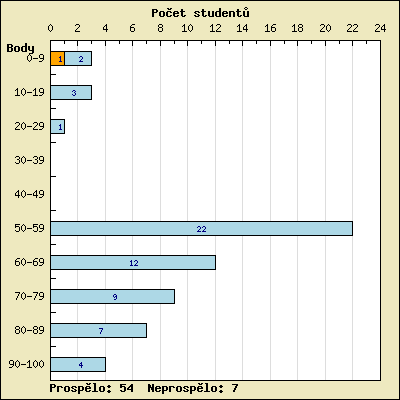 Počet studentů
0 2 4 6 8 10 12 14 16 18 20 22 24
Body
0-9 1 2
10-19 3
20-29 1
30-39
40-49
50-59 22
60-69 12
70-79 9
80-89 7
90-100 4
Prospělo: 54 Neprospělo: 7